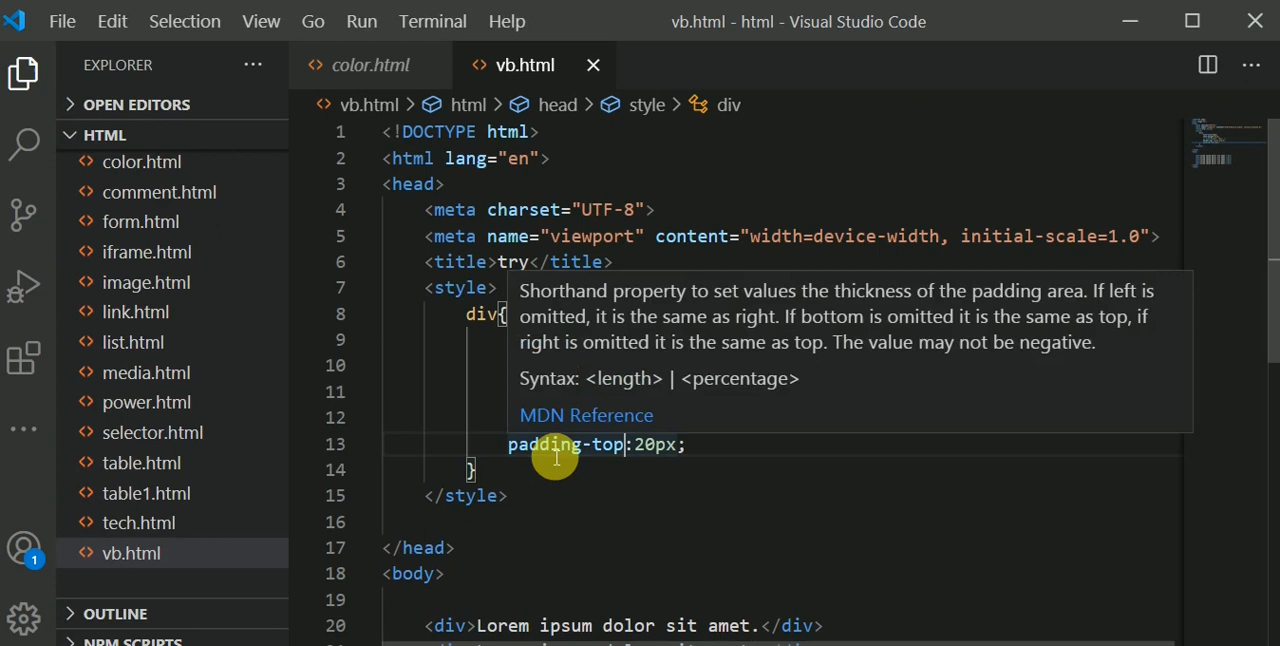 File Edit Selection View Go Run Terminal Help vb.html - html - Visual Studio Code
EXPLORER
OPEN EDITORS
HTML
color.html
comment.html
form.html
iframe.html
image.html
link.html
list.html
media.html
power.html
selector.html
table.html
table1.html
tech.html
vb.html
OUTLINE
NPM SCRIPTS
1
color.html vb.html
vb.html > html > head > style > div
1 <!DOCTYPE html>
2 <html lang="en">
3 <head>
4 <meta charset="UTF-8">
5 <meta name="viewport" content="width=device-width, initial-scale=1.0">
6 <title>try</title>
7 <style>
8 div{
9
10
11
12
Shorthand property to set values the thickness of the padding area. If left is
omitted, it is the same as right. If bottom is omitted it is the same as top, if
right is omitted it is the same as top. The value may not be negative.
Syntax: <length> | <percentage>
MDN Reference
13 padding-top:20px;
14 }
15 </style>
16
17 </head>
18 <body>
19
20 <div>Lorem ipsum dolor sit amet.</div>